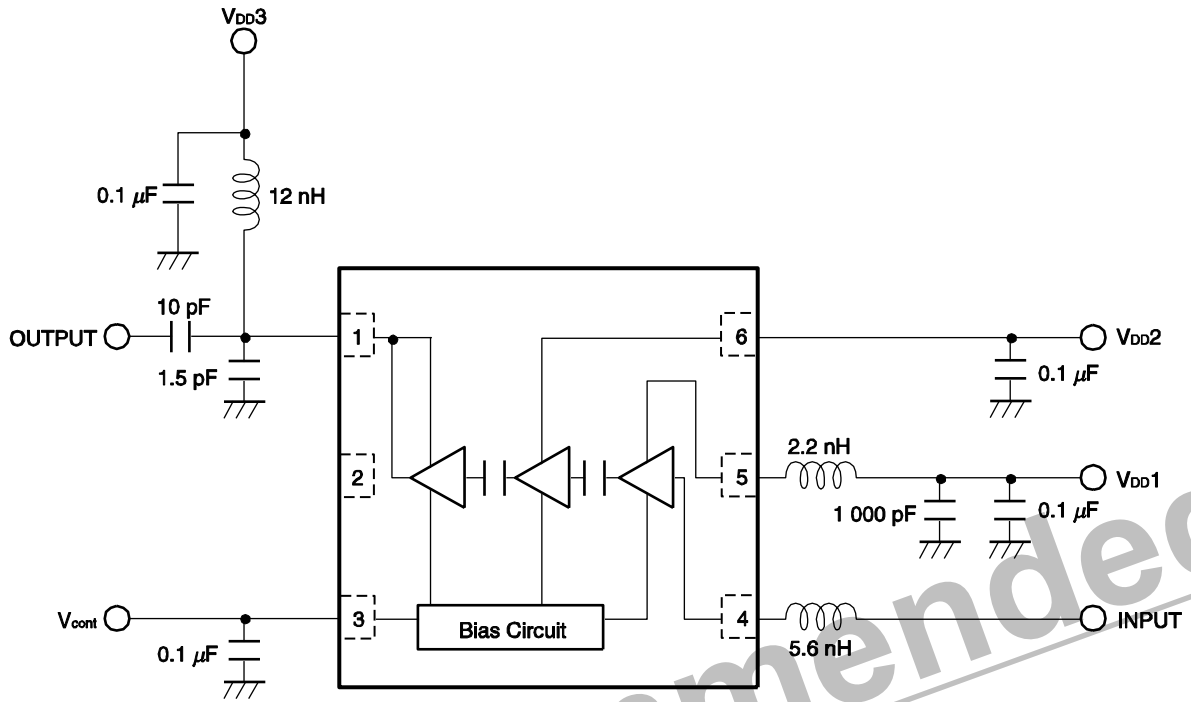 VDD3
0.1 μF
12 nH
10 pF
OUTPUT
1.5 pF
1
6
VDD2
0.1 μF
2
5
2.2 nH
VDD1
1 000 pF
0.1 μF
Vcont
0.1 μF
3
Bias Circuit
4
5.6 nH
INPUT